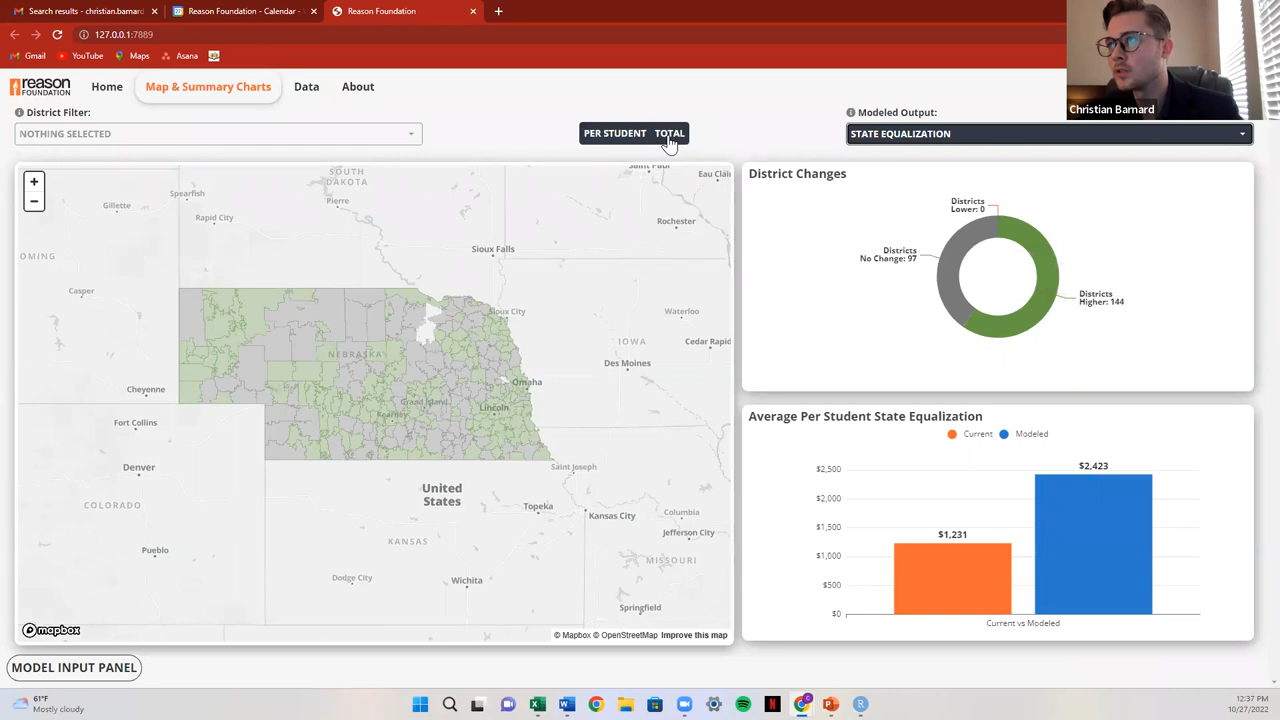 Search results - christian.barnard
Reason Foundation - Calendar -
Reason Foundation
127.0.0.1:7889
Gmail
YouTube
Maps
Asana
Christian Barnard
reason
FOUNDATION
Home
Map & Summary Charts
Data
About
District Filter:
NOTHING SELECTED
PER STUDENT TOTAL
Modeled Output:
STATE EQUALIZATION
+
−
SOUTH
DAKOTA
Pierre
Saint Paul
Eau Clai
Spearfish
Gillette
Rapid City
Rochester
Sioux Falls
OMING
Casper
Sioux City
Waterloo
IOWA
Cedar Rapid
NEBRASKA
Des Moines
Omaha
Cheyenne
Grand Island
Lincoln
Kearney
Fort Collins
Denver
Saint Joseph
United
States
Topeka
Kansas City
Columbia
COLORADO
Jefferson City
KANSAS
Pueblo
MISSOURI
Dodge City
Wichita
Springfield
mapbox
© Mapbox © OpenStreetMap Improve this map
District Changes
Districts
Lower: 0
Districts
No Change: 97
Districts
Higher: 144
Average Per Student State Equalization
Current
Modeled
$2,500
$2,000
$1,500
$1,000
$500
$0
$1,231
$2,423
Current vs Modeled
MODEL INPUT PANEL
61°F
Mostly cloudy
12:37 PM
10/27/2022